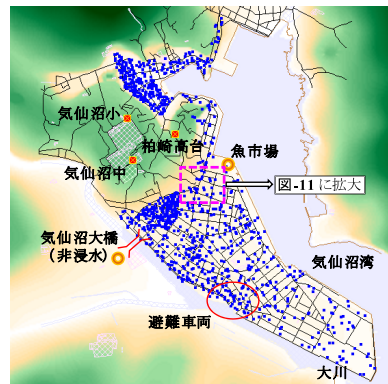 気仙沼小
柏崎高台
魚市場
気仙沼中
図-11 に拡大
気仙沼大橋
(非浸水)
気仙沼湾
避難車両
大川